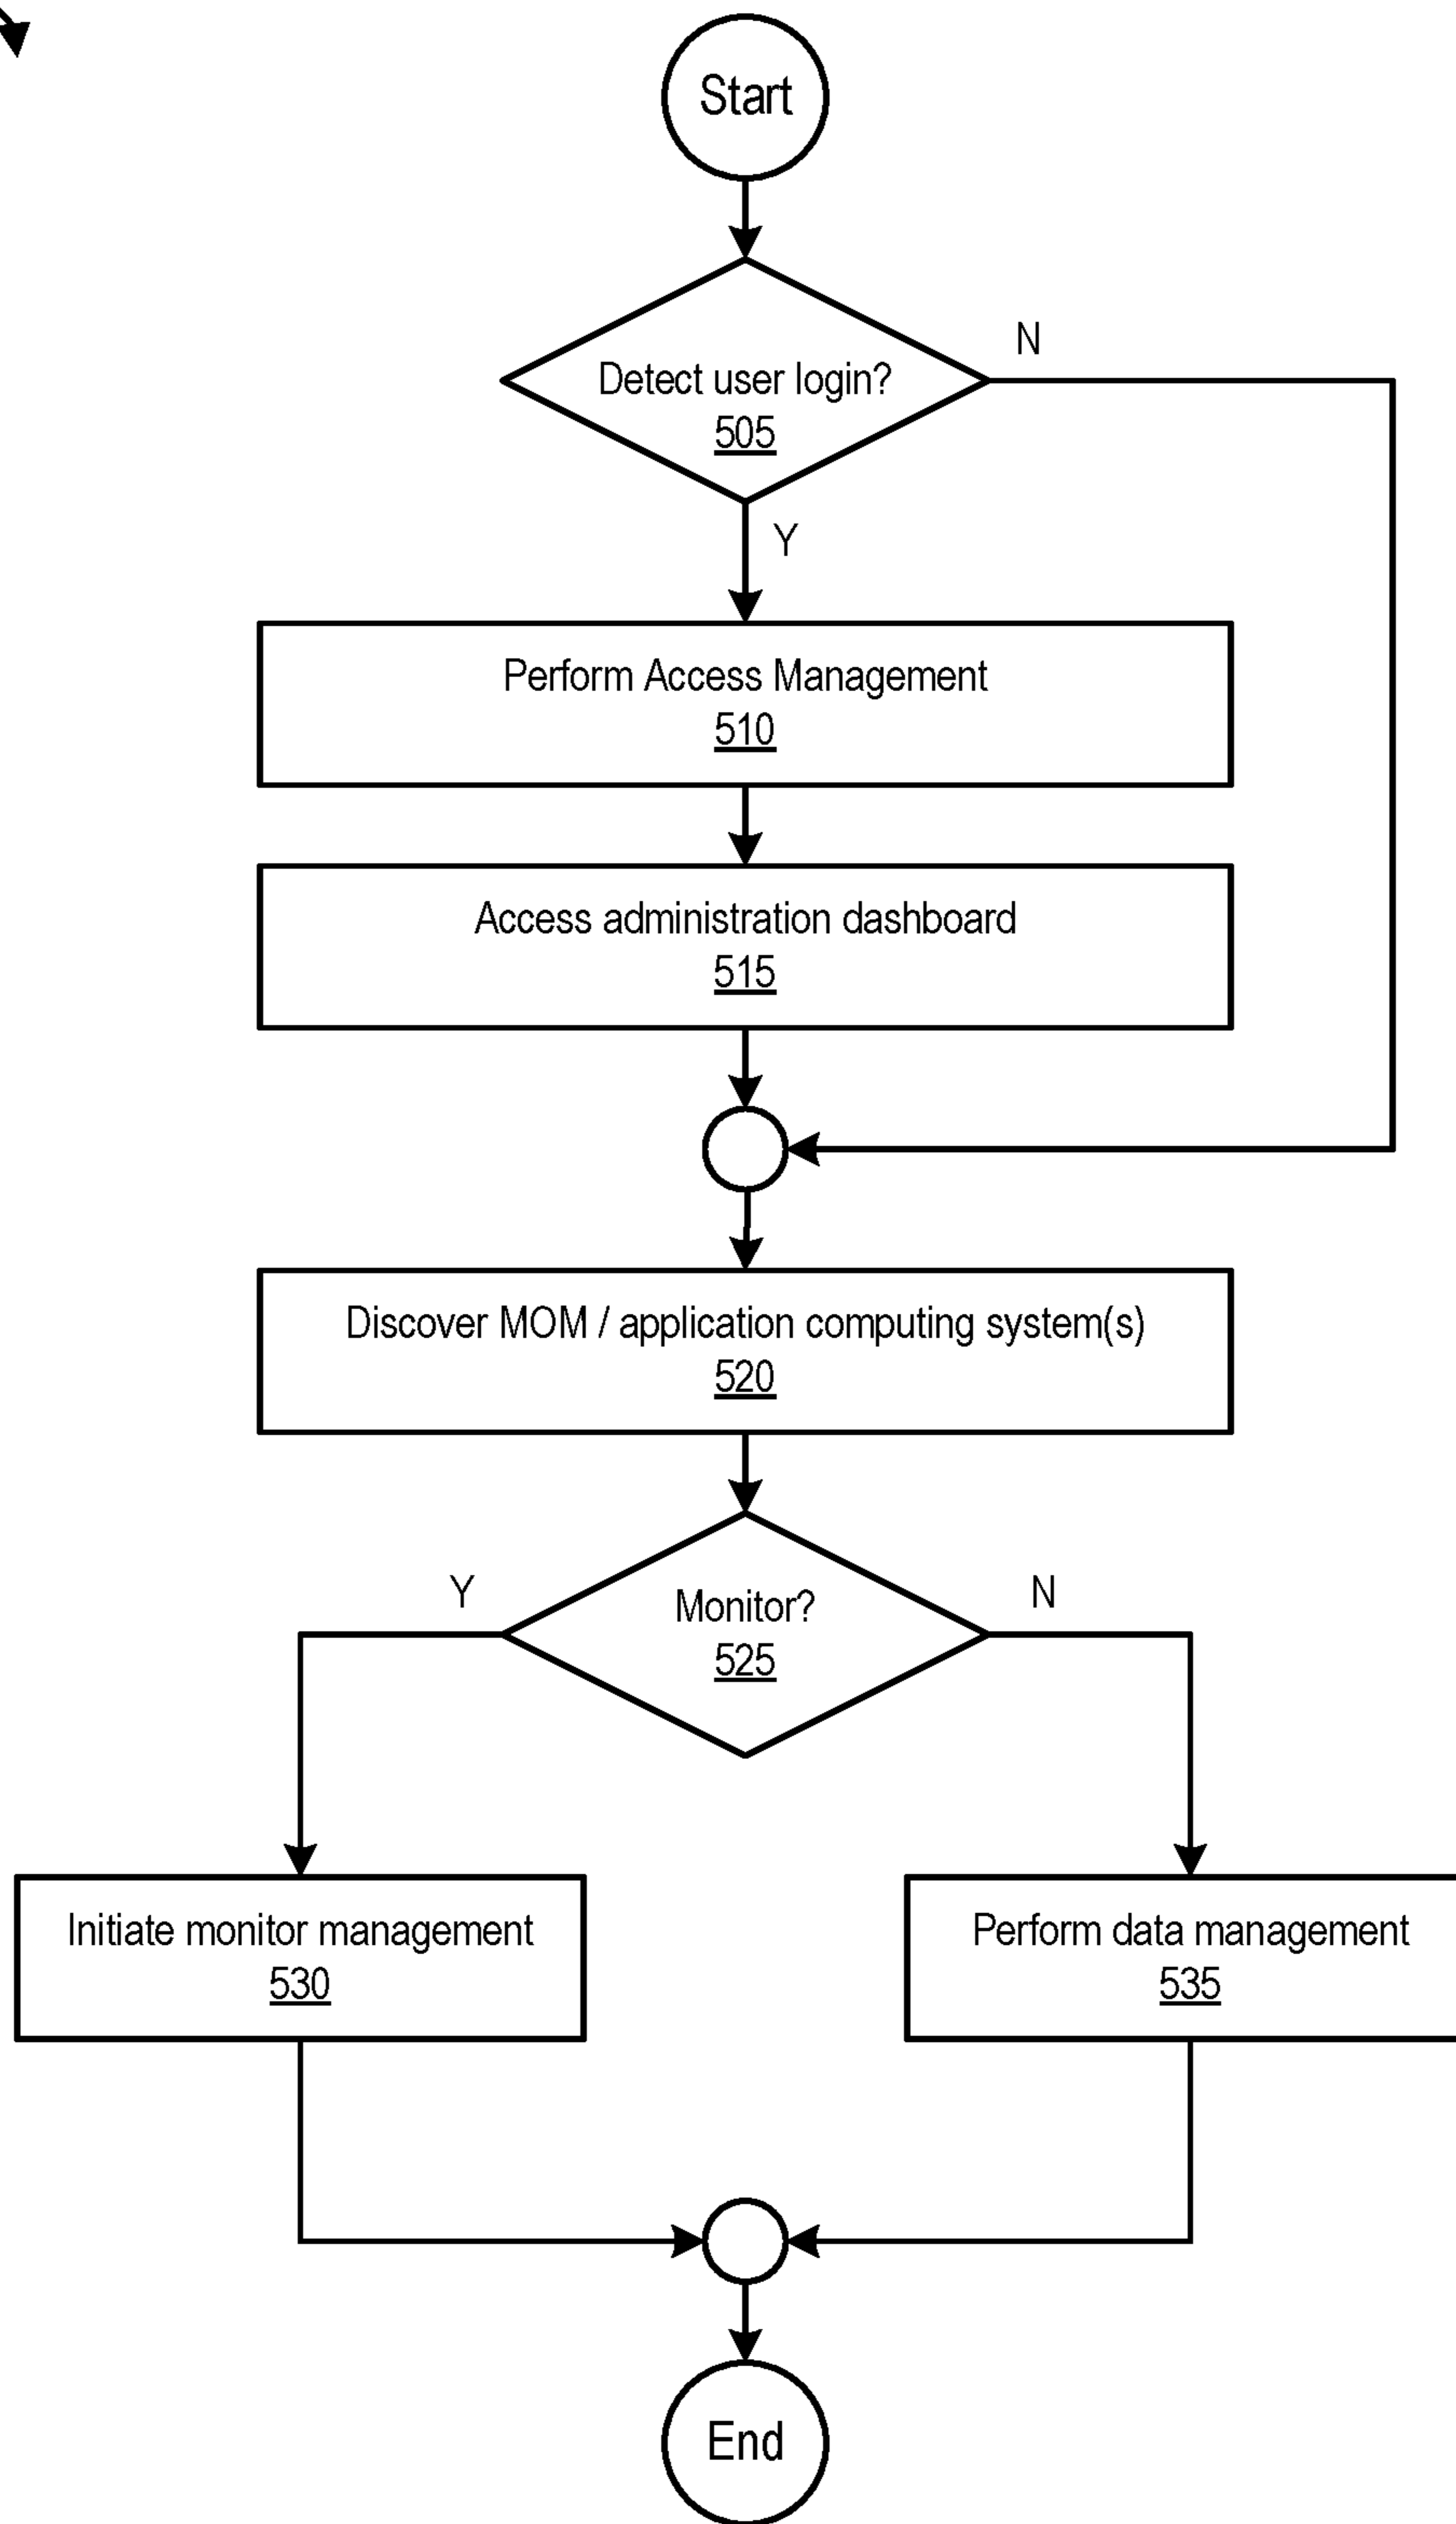 Start
Detect user login?
505
N
Y
Perform Access Management
510
Access administration dashboard
515
Discover MOM / application computing system(s)
520
Y
Monitor?
525
N
Initiate monitor management
530
Perform data management
535
End